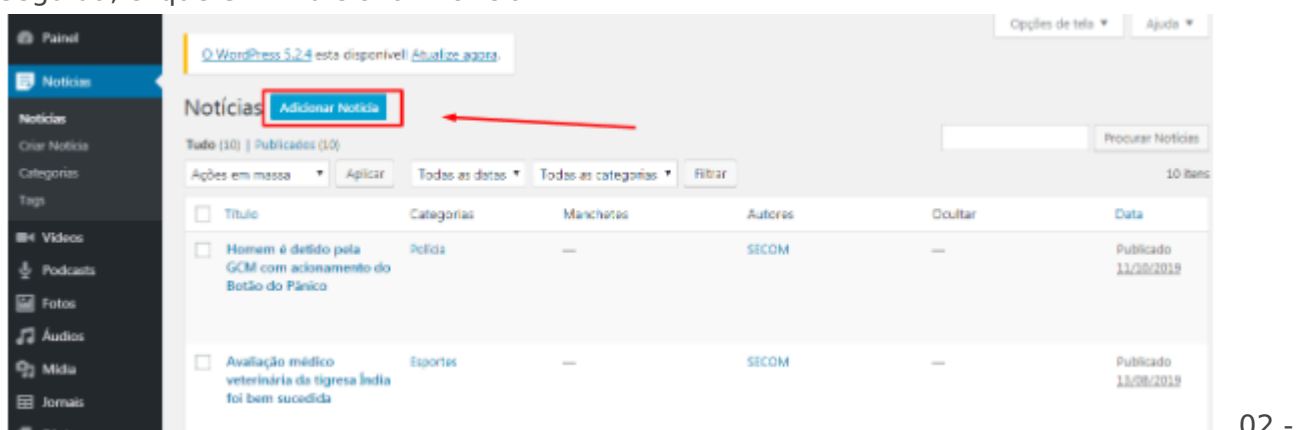 Painel
Notícias
Notícias
Criar Notícia
Categorias
Tags
Vídeos
Podcasts
Fotos
Áudios
Mídia
Jornais
Opções de tela ▼ Ajuda ▼
O WordPress 5.2.4 está disponível! Atualize agora.
Notícias Adicionar Notícia
Tudo (10) | Publicados (10)
Procurar Notícias
Ações em massa ▼ Aplicar Todas as datas ▼ Todas as categorias ▼ Filtrar 10 itens
Título Categorias Manchetes Autores Ocultar Data
Homem é detido pela Polícia — SECOM — Publicado
GCM com acionamento do 11/10/2019
Botão do Pânico
Avaliação médico Esportes — SECOM — Publicado
veterinária da tigresa Índia 13/08/2019
foi bem sucedida
02 -